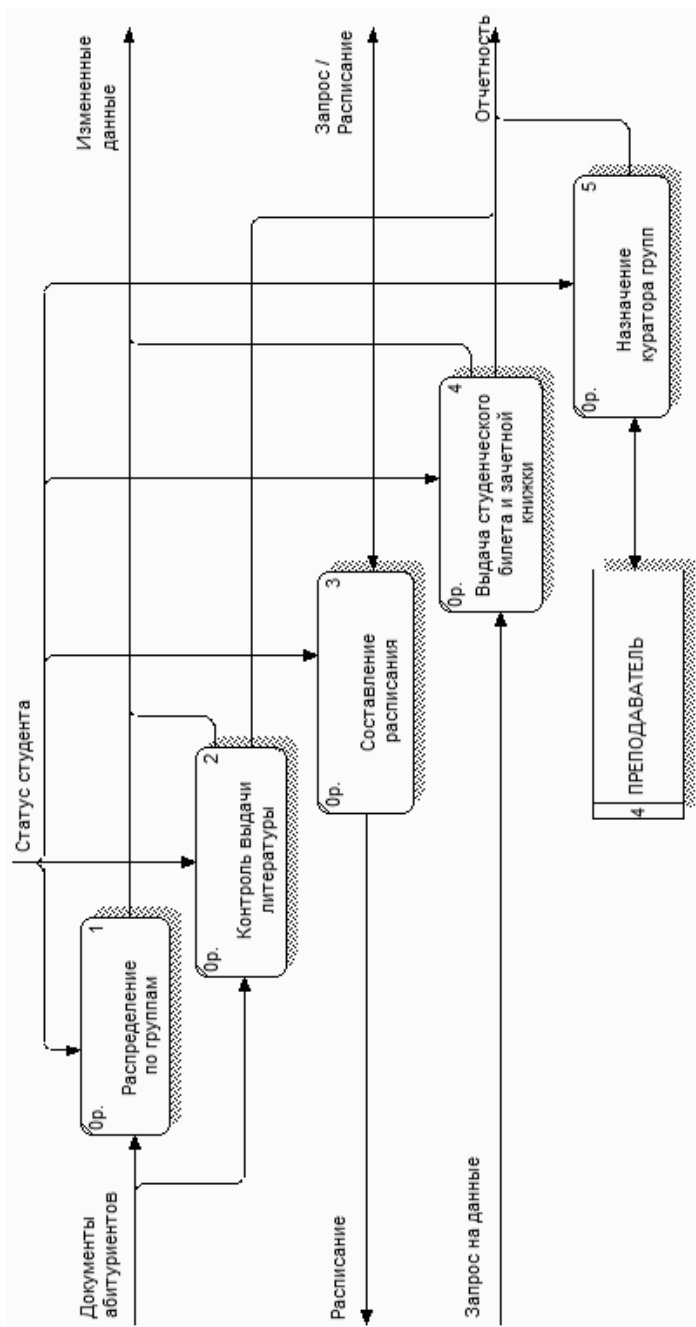 Статус студента
Документы
абитуриентов
Измененные
данные
0р.
1
Распределение
по группам
0р.
2
Контроль выдачи
литературы
Расписание
0р.
3
Составление
расписания
Запрос /
Расписание
Запрос на данные
0р.
4
Выдача студенческого
билета и зачетной
книжки
Отчетность
4
ПРЕПОДАВАТЕЛЬ
0р.
5
Назначение
куратора групп